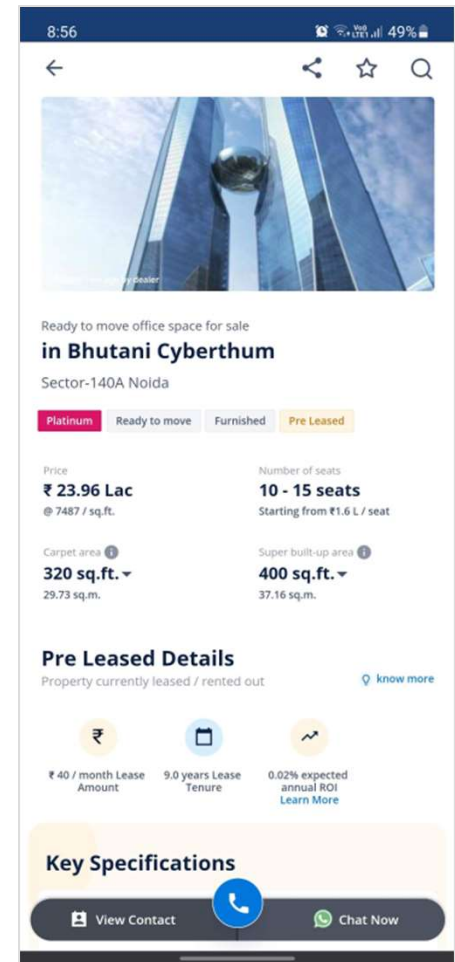 8:56
Vo))
LTE1
49%
by dealer
Ready to move office space for sale
in Bhutani Cyberthum
Sector-140A Noida
Platinum Ready to move Furnished Pre Leased
Price Number of seats
₹ 23.96 Lac 10 - 15 seats
@ 7487 / sq.ft. Starting from ₹1.6 L / seat
Carpet area Super built-up area
320 sq.ft. 400 sq.ft.
29.73 sq.m. 37.16 sq.m.
Pre Leased Details
Property currently leased / rented out know more
₹ 40 / month Lease 9.0 years Lease 0.02% expected
Amount Tenure annual ROI
Learn More
Key Specifications
View Contact Chat Now